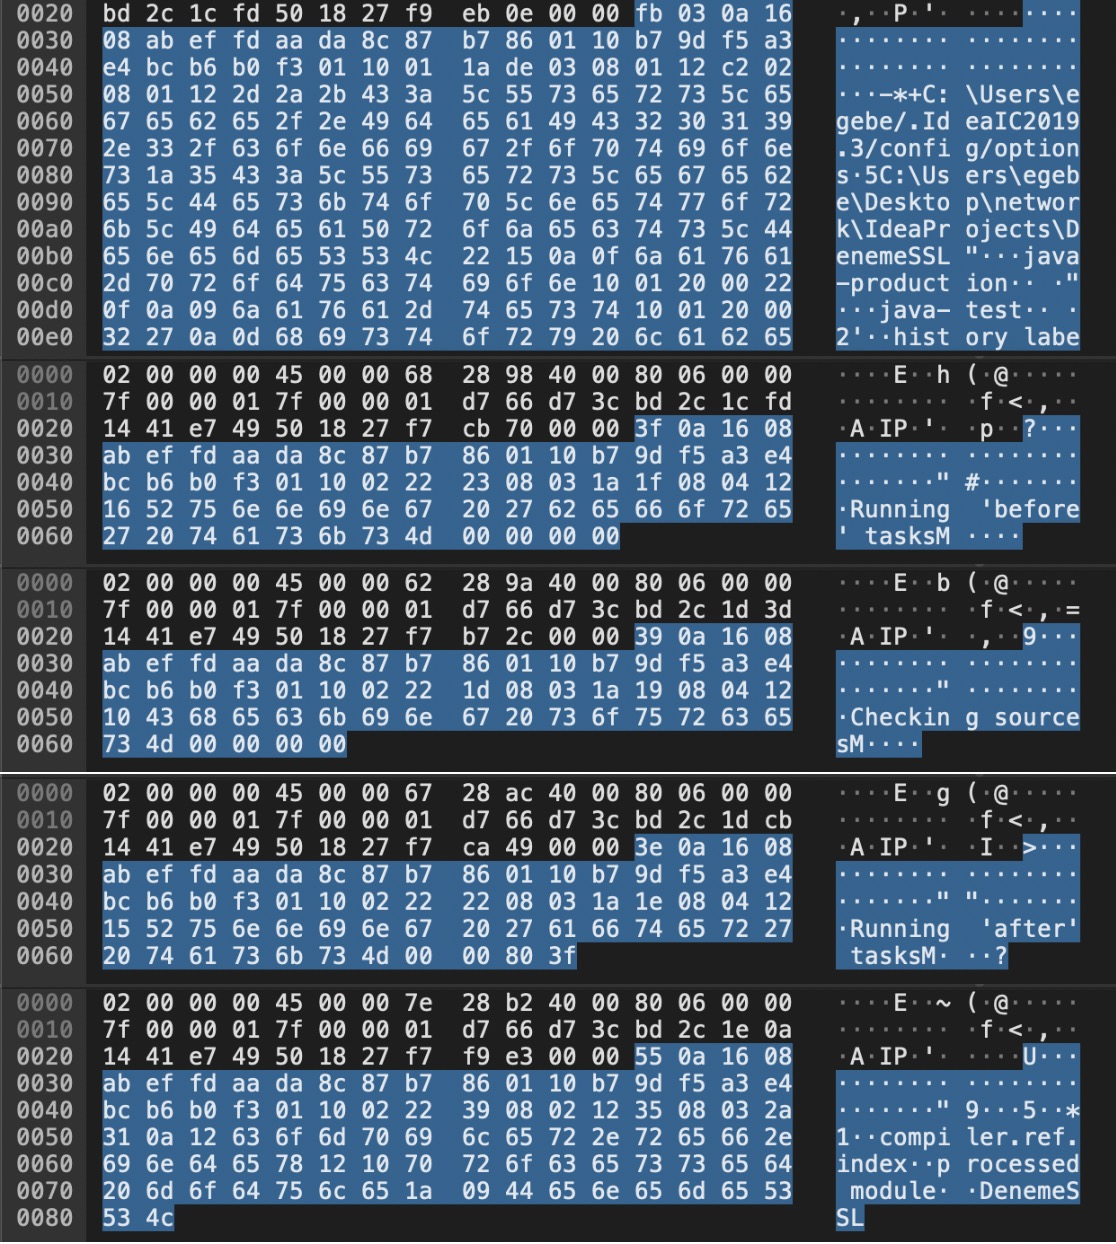 0020 bd 2c 1c fd 50 18 27 f9 eb 0e 00 00 fb 03 0a 16 ·,··P·'· ········
0030 08 ab ef fd aa da 8c 87 b7 86 01 10 b7 9d f5 a3 ········ ········
0040 e4 bc b6 b0 f3 01 10 01 1a de 03 08 01 12 c2 02 ········ ········
0050 08 01 12 2d 2a 2b 43 3a 5c 55 73 65 72 73 5c 65 ···-*+C: \Users\e
0060 67 65 62 65 2f 2e 49 64 65 61 49 43 32 30 31 39 gebe/.Id eaIC2019
0070 2e 33 2f 63 6f 6e 66 69 67 2f 6f 70 74 69 6f 6e .3/confi g/option
0080 73 1a 35 43 3a 5c 55 73 65 72 73 5c 65 67 65 62 s·5C:\Us ers\egeb
0090 65 5c 44 65 73 6b 74 6f 70 5c 6e 65 74 77 6f 72 e\Deskto p\networ
00a0 6b 5c 49 64 65 61 50 72 6f 6a 65 63 74 73 5c 44 k\IdeaPr ojects\D
00b0 65 6e 65 6d 65 53 53 4c 22 15 0a 0f 6a 61 76 61 enemeSSL "···java
00c0 2d 70 72 6f 64 75 63 74 69 6f 6e 10 01 20 00 22 -product ion·· ·"
00d0 0f 0a 09 6a 61 76 61 2d 74 65 73 74 10 01 20 00 ···java- test·· ·
00e0 32 27 0a 0d 68 69 73 74 6f 72 79 20 6c 61 62 65 2'··hist ory labe
0000 02 00 00 00 45 00 00 68 28 98 40 00 80 06 00 00 ····E··h (·@·····
0010 7f 00 00 01 7f 00 00 01 d7 66 d7 3c bd 2c 1c fd ········ ·f·<·,··
0020 14 41 e7 49 50 18 27 f7 cb 70 00 00 3f 0a 16 08 ·A·IP·'· ·p··?···
0030 ab ef fd aa da 8c 87 b7 86 01 10 b7 9d f5 a3 e4 ········ ········
0040 bc b6 b0 f3 01 10 02 22 23 08 03 1a 1f 08 04 12 ·······" #·······
0050 16 52 75 6e 6e 69 6e 67 20 27 62 65 66 6f 72 65 ·Running 'before
0060 27 20 74 61 73 6b 73 4d 00 00 00 00 ' tasksM ····
0000 02 00 00 00 45 00 00 62 28 9a 40 00 80 06 00 00 ····E··b (·@·····
0010 7f 00 00 01 7f 00 00 01 d7 66 d7 3c bd 2c 1d 3d ········ ·f·<·,·=
0020 14 41 e7 49 50 18 27 f7 b7 2c 00 00 39 0a 16 08 ·A·IP·'· ·,··9···
0030 ab ef fd aa da 8c 87 b7 86 01 10 b7 9d f5 a3 e4 ········ ········
0040 bc b6 b0 f3 01 10 02 22 1d 08 03 1a 19 08 04 12 ·······" ········
0050 10 43 68 65 63 6b 69 6e 67 20 73 6f 75 72 63 65 ·Checkin g source
0060 73 4d 00 00 00 00 sM····
0000 02 00 00 00 45 00 00 67 28 ac 40 00 80 06 00 00 ····E··g (·@·····
0010 7f 00 00 01 7f 00 00 01 d7 66 d7 3c bd 2c 1d cb ········ ·f·<·,··
0020 14 41 e7 49 50 18 27 f7 ca 49 00 00 3e 0a 16 08 ·A·IP·'· ·I··>···
0030 ab ef fd aa da 8c 87 b7 86 01 10 b7 9d f5 a3 e4 ········ ········
0040 bc b6 b0 f3 01 10 02 22 22 08 03 1a 1e 08 04 12 ·······" "·······
0050 15 52 75 6e 6e 69 6e 67 20 27 61 66 74 65 72 27 ·Running 'after'
0060 20 74 61 73 6b 73 4d 00 00 80 3f tasksM· ··?
0000 02 00 00 00 45 00 00 7e 28 b2 40 00 80 06 00 00 ····E··~ (·@·····
0010 7f 00 00 01 7f 00 00 01 d7 66 d7 3c bd 2c 1e 0a ········ ·f·<·,··
0020 14 41 e7 49 50 18 27 f7 f9 e3 00 00 55 0a 16 08 ·A·IP·'· ····U···
0030 ab ef fd aa da 8c 87 b7 86 01 10 b7 9d f5 a3 e4 ········ ········
0040 bc b6 b0 f3 01 10 02 22 39 08 02 12 35 08 03 2a ·······" 9···5··*
0050 31 0a 12 63 6f 6d 70 69 6c 65 72 2e 72 65 66 2e 1··compi ler.ref.
0060 69 6e 64 65 78 12 10 70 72 6f 63 65 73 73 65 64 index··p rocessed
0070 20 6d 6f 64 75 6c 65 1a 09 44 65 6e 65 6d 65 53 module· ·DenemeS
0080 53 4c SL